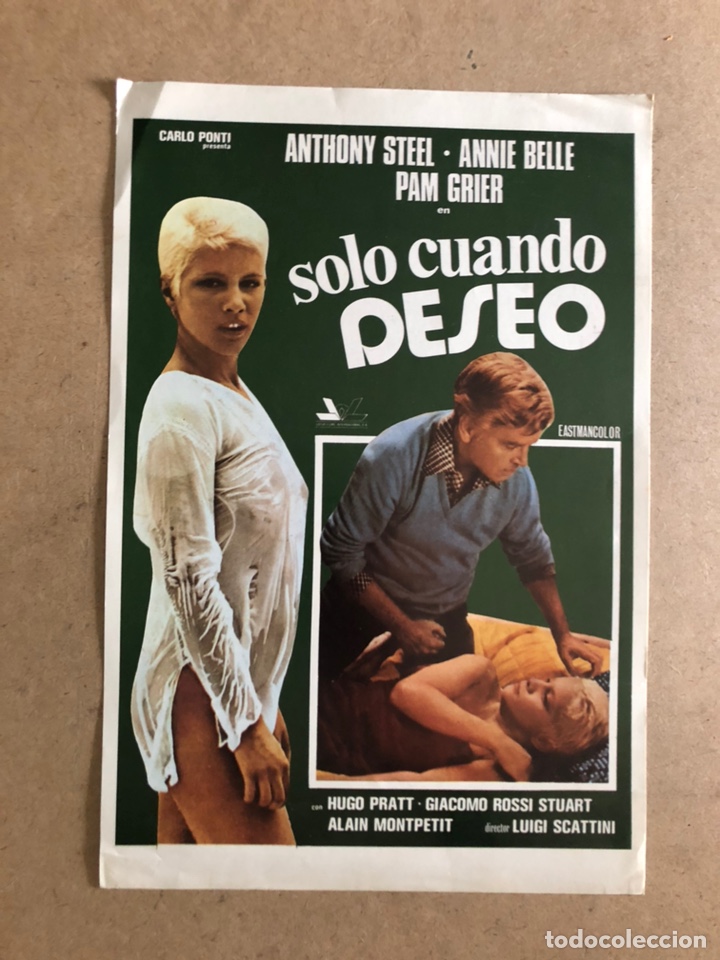 CARLO PONTI
presenta
ANTHONY STEEL · ANNIE BELLE
PAM GRIER
en
solo cuando
DESEO
EASTMANCOLOR
con HUGO PRATT · GIACOMO ROSSI STUART
ALAIN MONTPETIT director LUIGI SCATTINI
todocoleccion